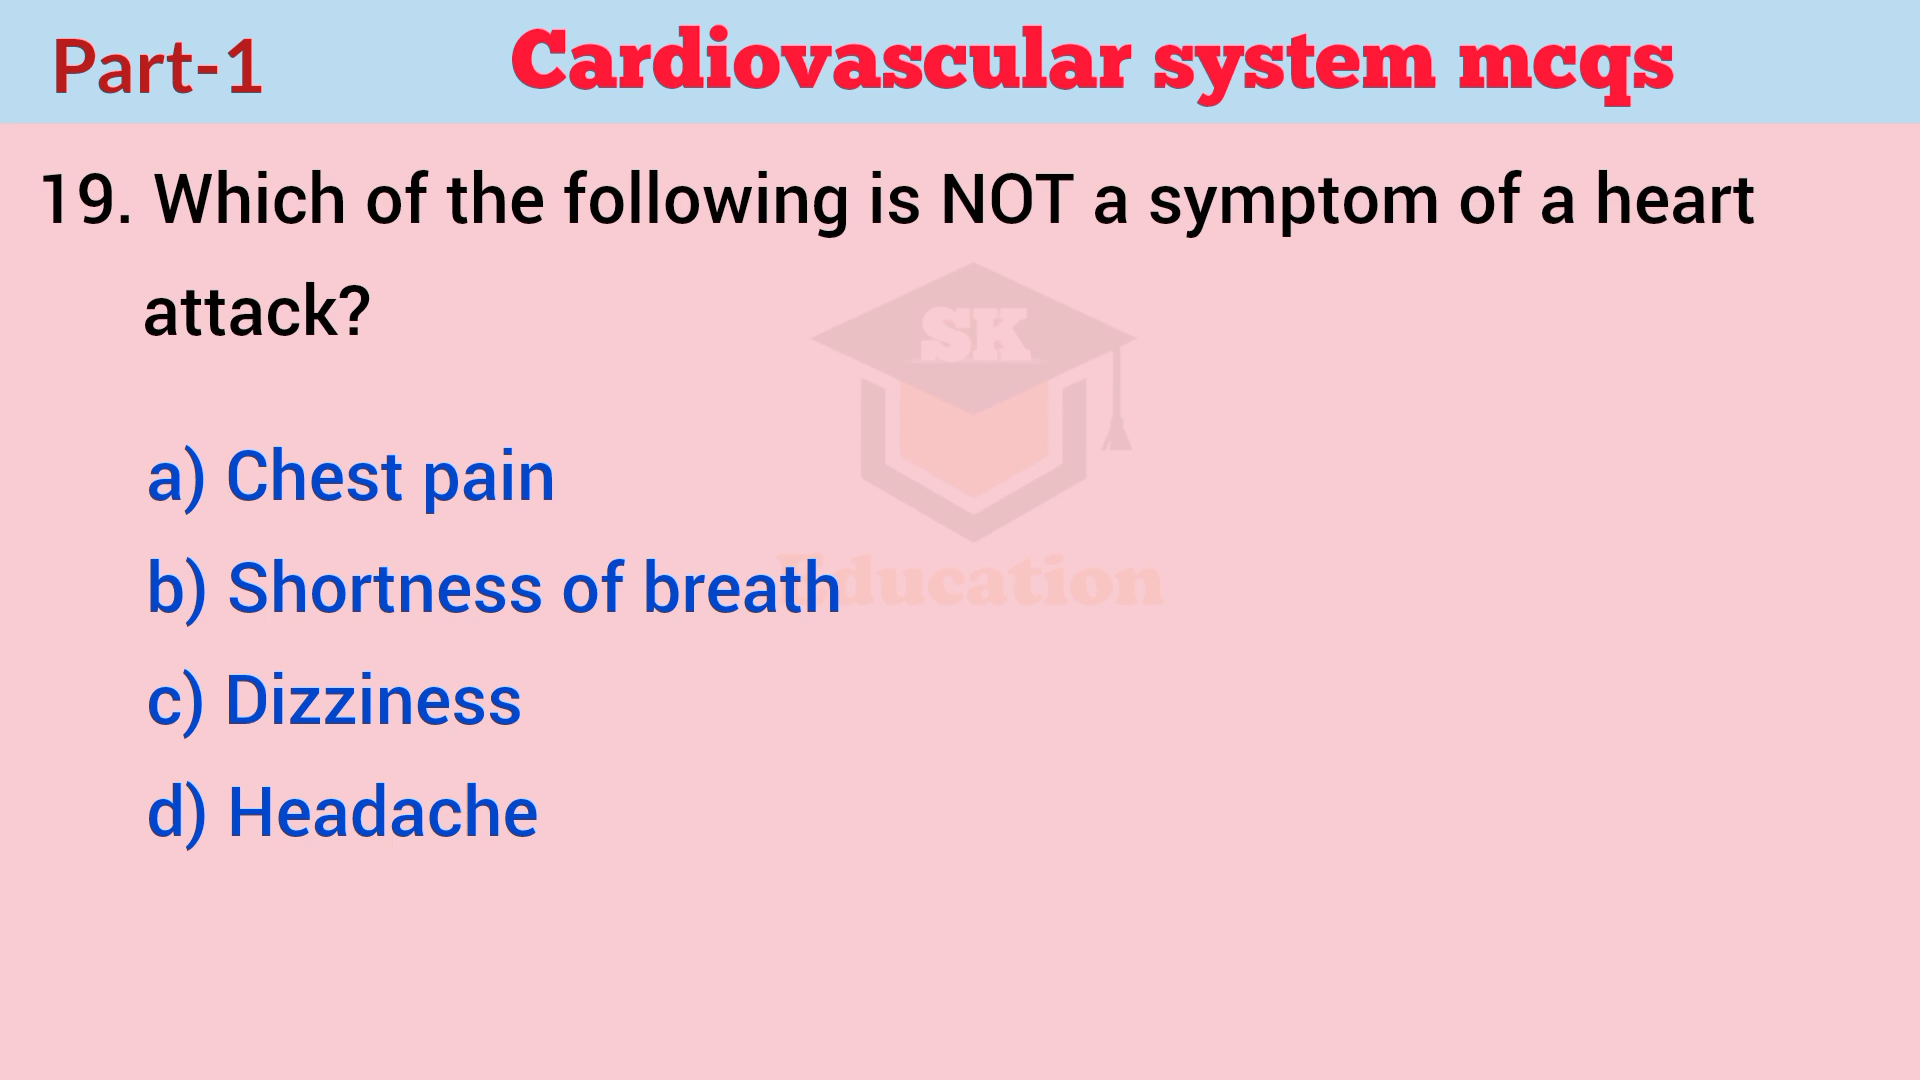 Part-1
Cardiovascular system mcqs
19. Which of the following is NOT a symptom of a heart
attack?
SK
a) Chest pain
b) Shortness of breath
Education
c) Dizziness
d) Headache